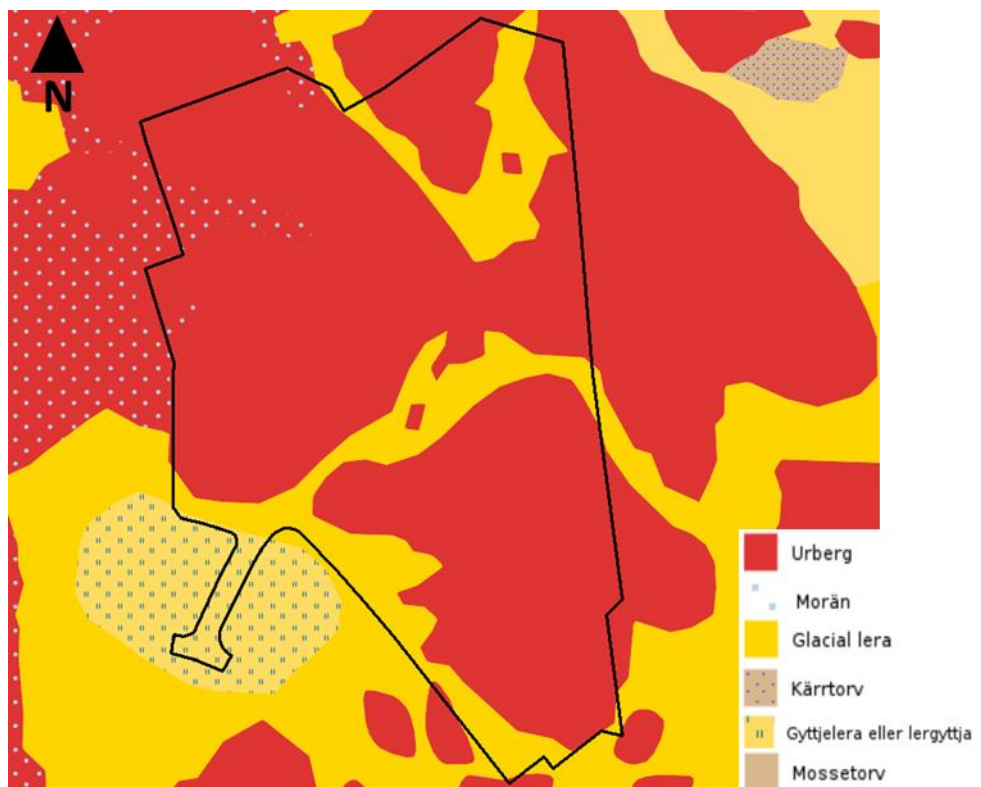 N
Urberg
Morän
Glacial lera
Kärrtorv
Gyttjelera eller lergyttja
Mossetorv